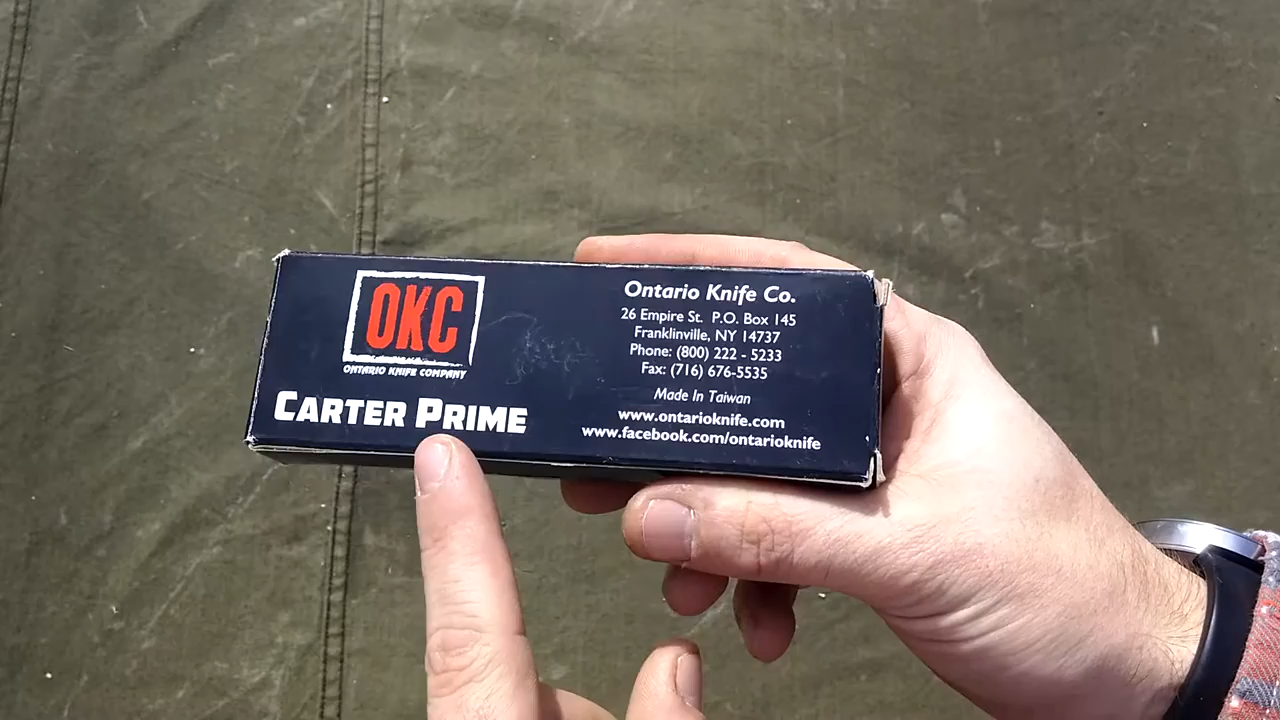 OKC
ONTARIO KNIFE COMPANY
CARTER PRIME
Ontario Knife Co.
26 Empire St. P.O. Box 145
Franklinville, NY 14737
Phone: (800) 222 - 5233
Fax: (716) 676-5535
Made In Taiwan
www.ontarioknife.com
www.facebook.com/ontarioknife